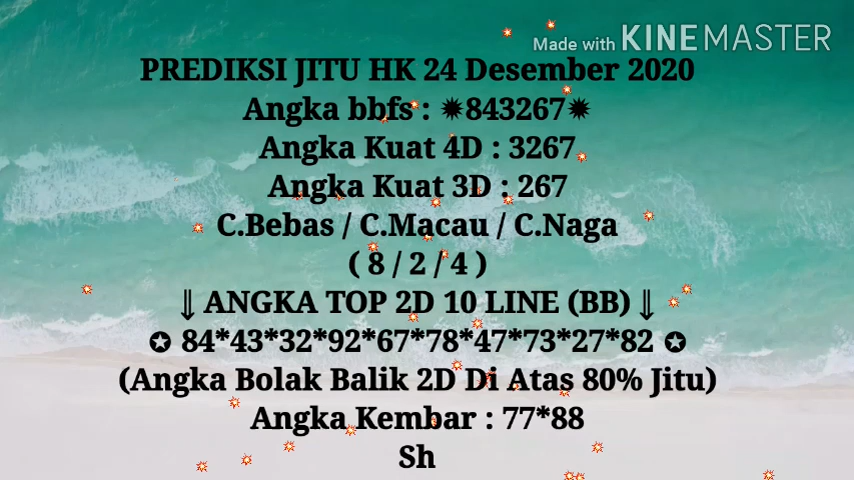 Made with KINEMASTER
PREDIKSI JITU HK 24 Desember 2020
Angka bbfs : ✹843267✹
Angka Kuat 4D : 3267
Angka Kuat 3D : 267
C.Bebas / C.Macau / C.Naga
( 8 / 2 / 4 )
⇓ ANGKA TOP 2D 10 LINE (BB) ⇓
✪ 84*43*32*92*67*78*47*73*27*82 ✪
(Angka Bolak Balik 2D Di Atas 80% Jitu)
Angka Kembar : 77*88
Sh